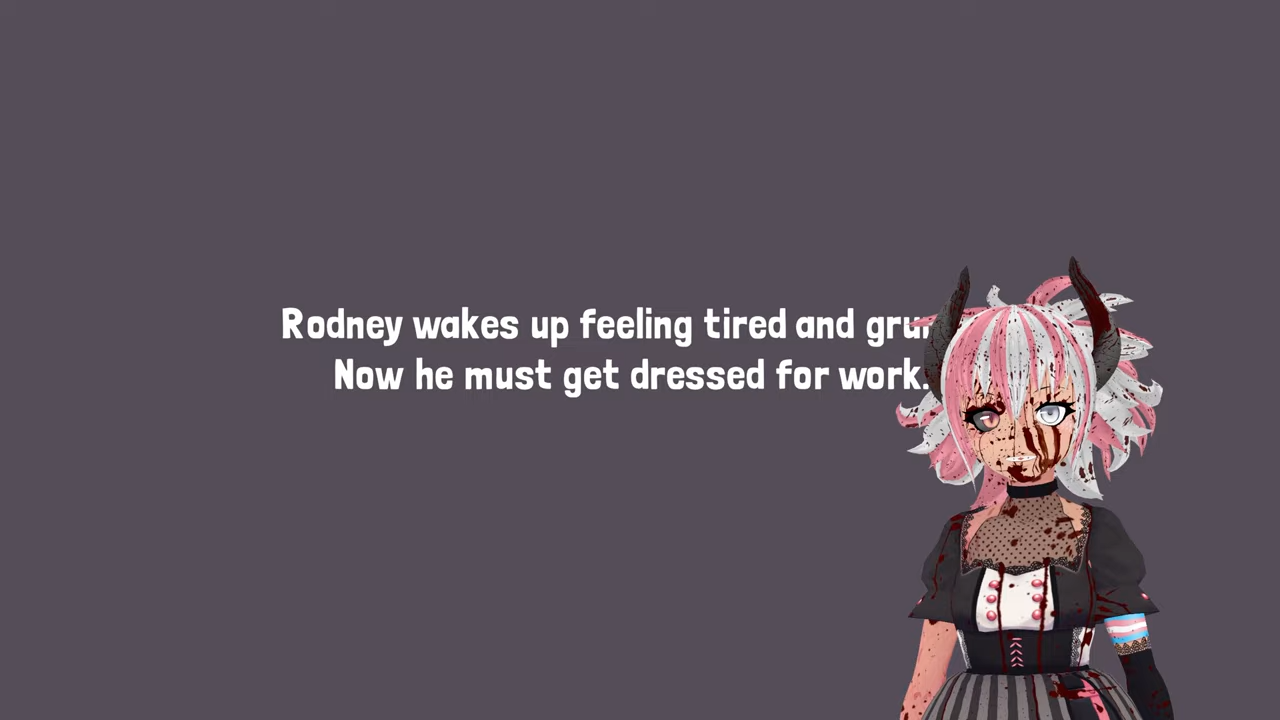 Rodney wakes up feeling tired and
Now he must get dressed for work.